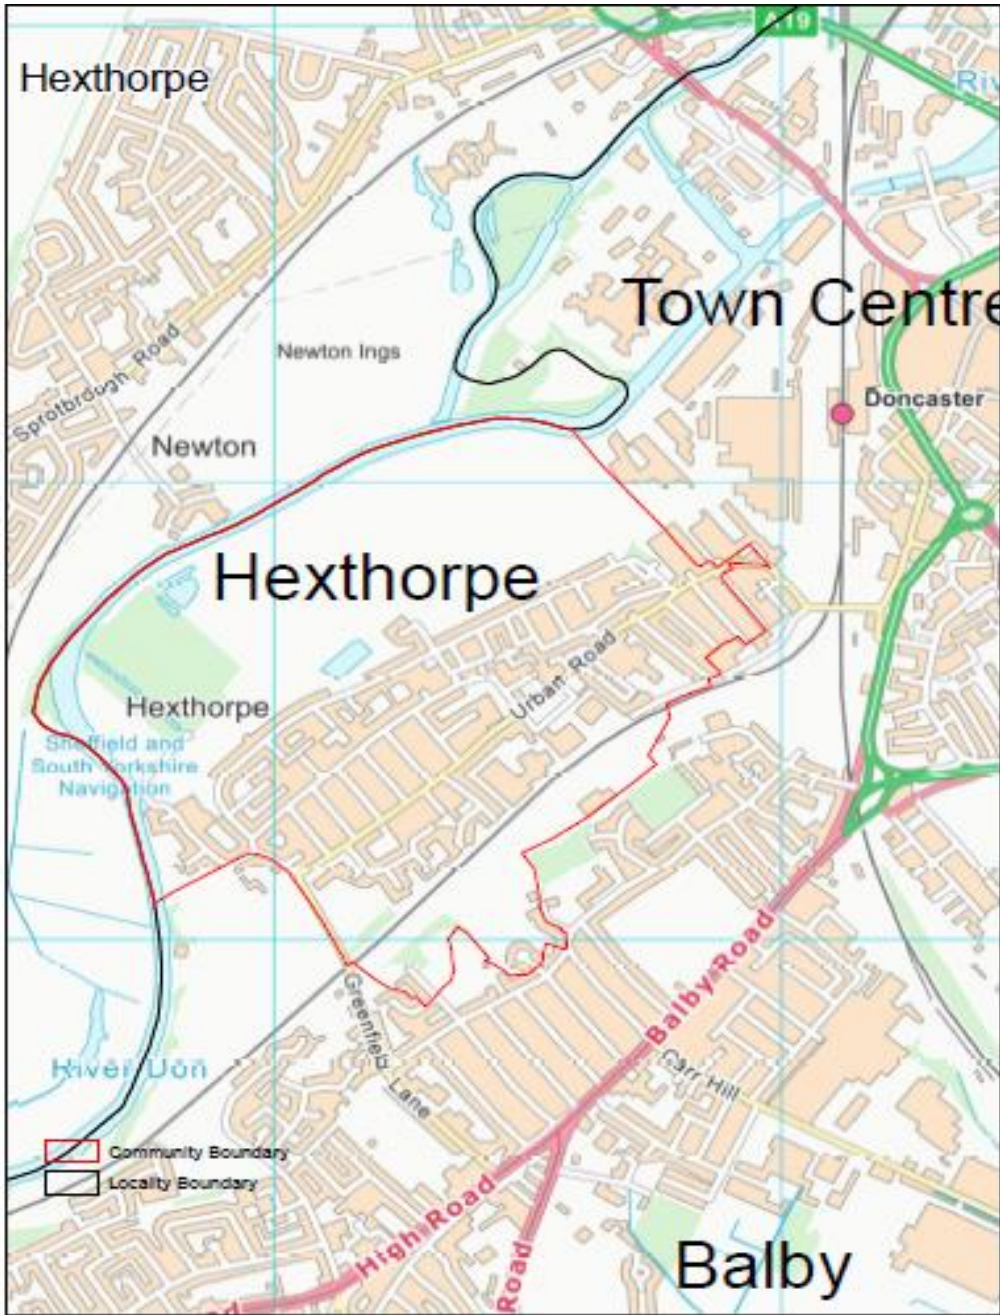 Hexthorpe
A19
Riv
Town Centre
Newton Ings
Sprotbrough Road
Doncaster
Newton
Hexthorpe
Urban Road
Hexthorpe
Sheffield and
South Yorkshire
Navigation
Balby Road
Greenfield Lane
Carr Hill
River Don
Community Boundary
Locality Boundary
High Road
Road
Balby